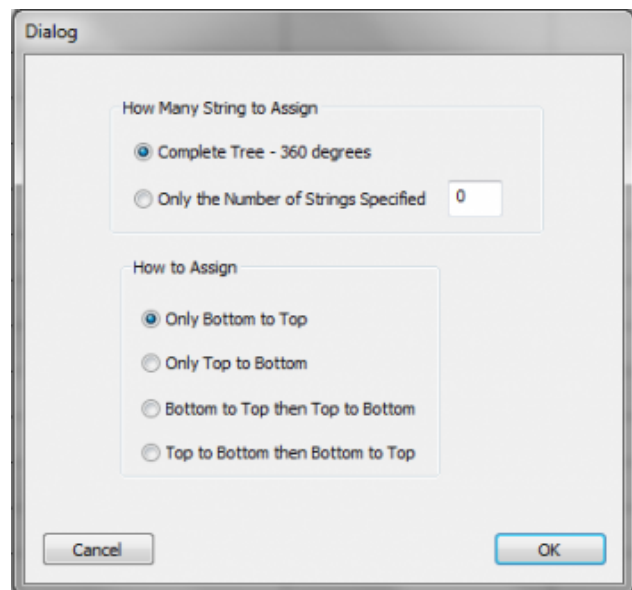 Dialog
How Many String to Assign
Complete Tree - 360 degrees
Only the Number of Strings Specified 0
How to Assign
Only Bottom to Top
Only Top to Bottom
Bottom to Top then Top to Bottom
Top to Bottom then Bottom to Top
Cancel OK